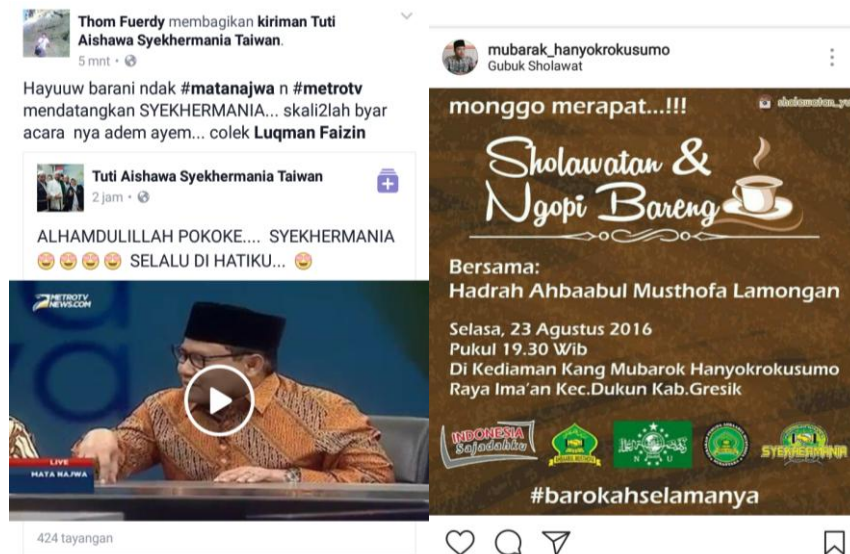 Thom Fuerdy membagikan kiriman Tuti
Aishawa Syekhermania Taiwan.
5 mnt
Hayuuw barani ndak #matanajwa n #metrotv
mendatangkan SYEKHERMANIA... skali2lah byar
acara nya adem ayem... colek Luqman Faizin
Tuti Aishawa Syekhermania Taiwan
2 jam
ALHAMDULILLAH POKOKE.... SYEKHERMANIA
SELALU DI HATIKU...
METROTV
NEWS.COM
LIVE
MATA NAJWA
424 tayangan
mubarak_hanyokrokusumo
Gubuk Sholawat
monggo merapat...!!!
Sholawatan &
Ngopi Bareng
Bersama:
Hadrah Ahbaabul Musthofa Lamongan
Selasa, 23 Agustus 2016
Pukul 19.30 Wib
Di Kediaman Kang Mubarok Hanyokrokusumo
Raya Ima'an Kec.Dukun Kab.Gresik
INDONESIA
Sajadahku
AHBAABUL MUSTHOFA
N U
SYEKHERMANIA
#barokahselamanya